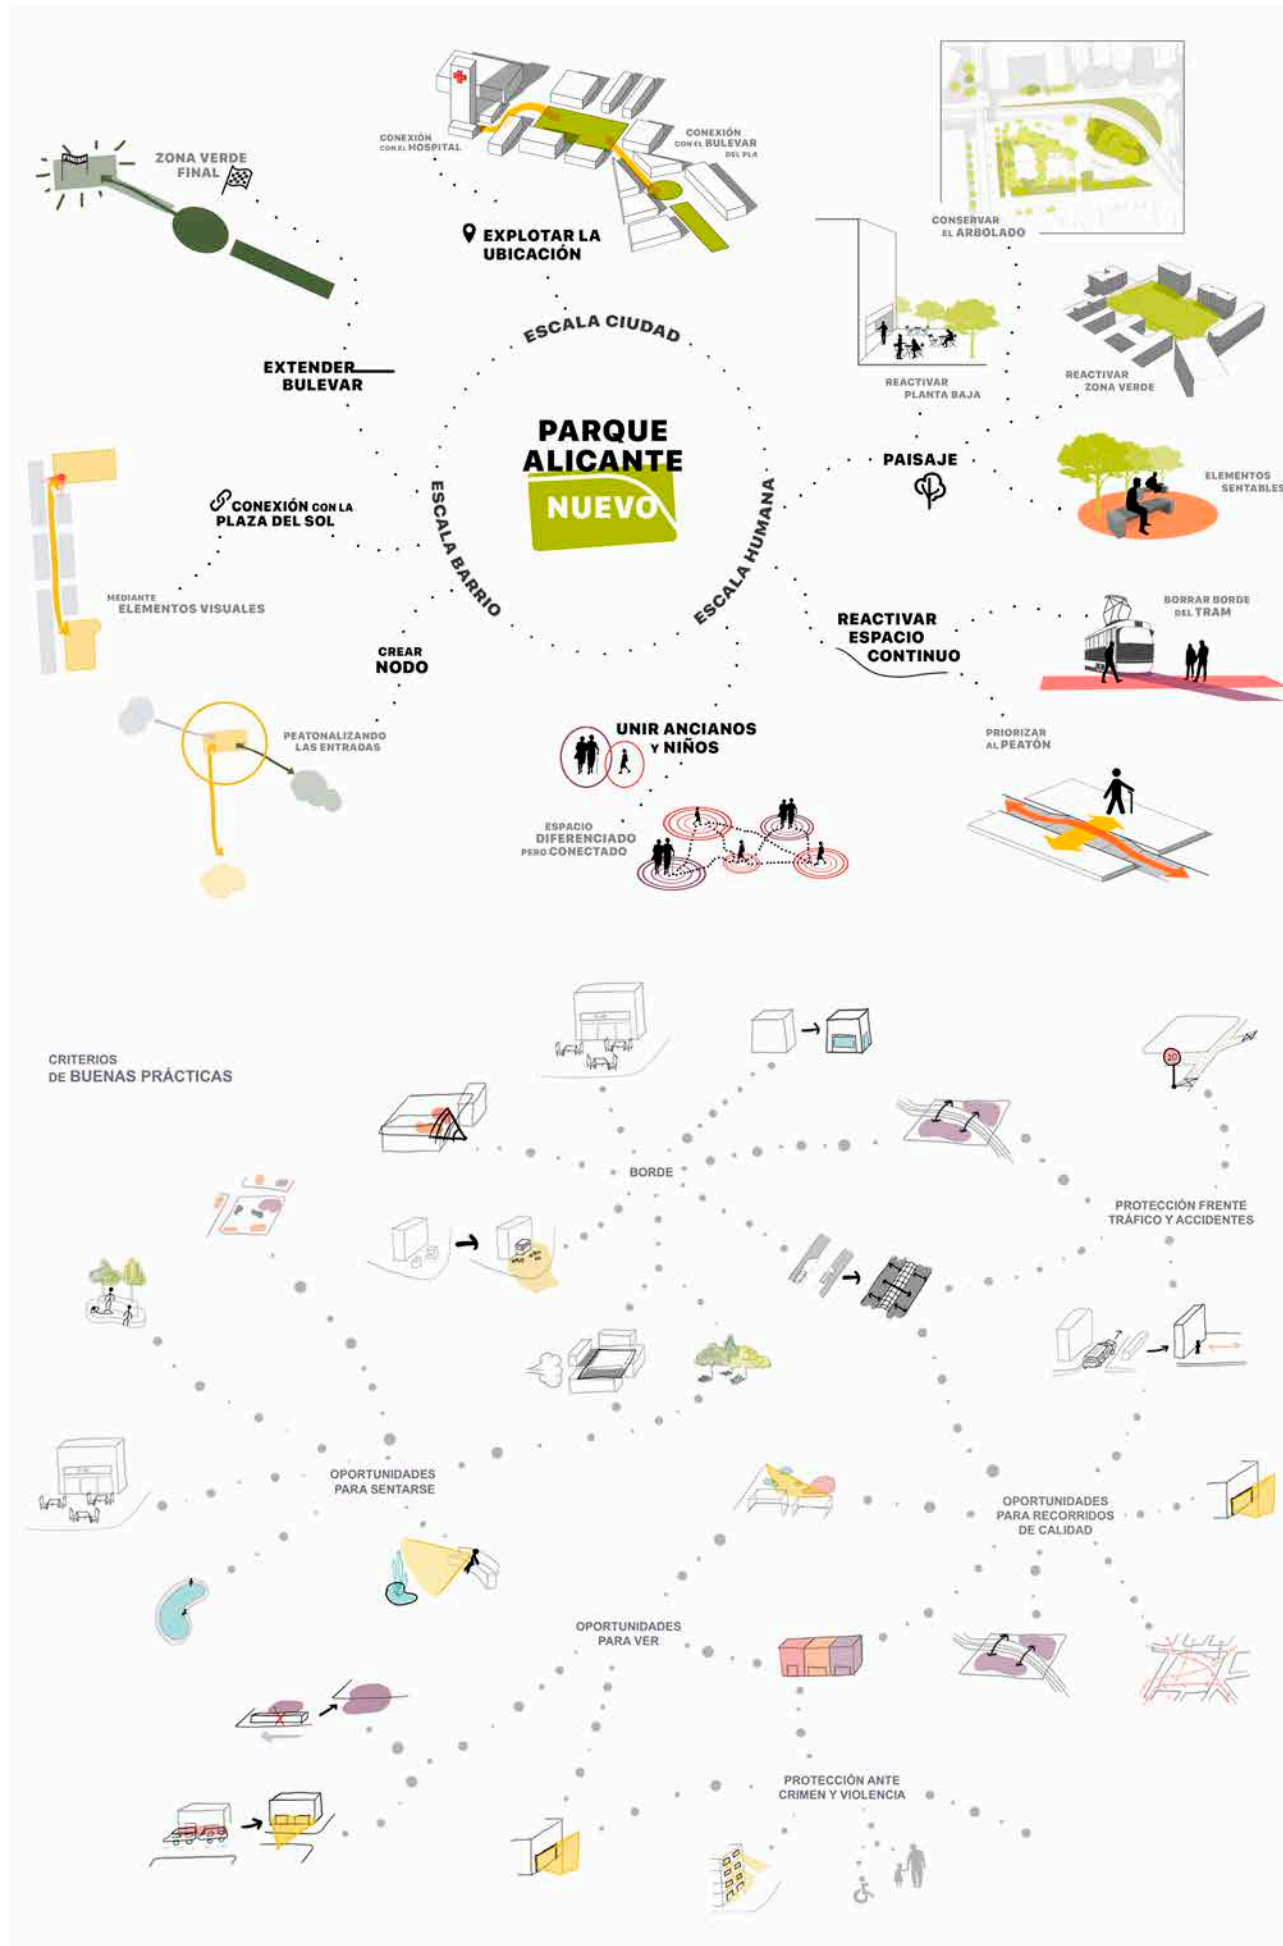 ZONA VERDE
FINAL
FINISH
CONEXIÓN
CON EL HOSPITAL
CONEXIÓN
CON EL BULEVAR
DEL PLA
EXPLOTAR LA
UBICACIÓN
CONSERVAR
EL ARBOLADO
ESCALA CIUDAD
EXTENDER
BULEVAR
REACTIVAR
PLANTA BAJA
REACTIVAR
ZONA VERDE
PARQUE
ALICANTE
NUEVO
PAISAJE
ELEMENTOS
SENTABLES
CONEXIÓN CON LA
PLAZA DEL SOL
ESCALA BARRIO
ESCALA HUMANA
MEDIANTE
ELEMENTOS VISUALES
BORRAR BORDE
DEL TRAM
REACTIVAR
ESPACIO
CONTINUO
CREAR
NODO
PEATONALIZANDO
LAS ENTRADAS
UNIR ANCIANOS
Y NIÑOS
PRIORIZAR
AL PEATÓN
ESPACIO
DIFERENCIADO
PERO CONECTADO
CRITERIOS
DE BUENAS PRÁCTICAS
20
BORDE
PROTECCIÓN FRENTE
TRÁFICO Y ACCIDENTES
OPORTUNIDADES
PARA SENTARSE
OPORTUNIDADES
PARA RECORRIDOS
DE CALIDAD
OPORTUNIDADES
PARA VER
PROTECCIÓN ANTE
CRIMEN Y VIOLENCIA